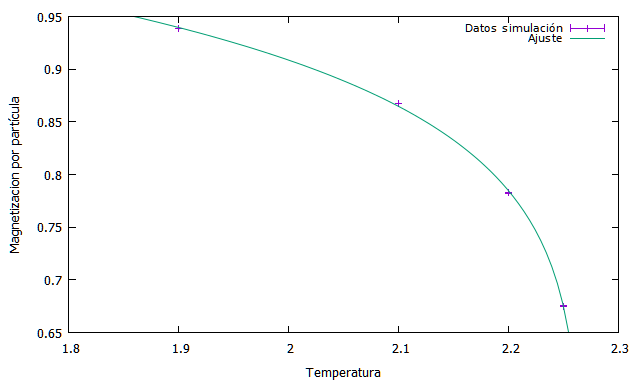 Datos simulación
Ajuste
0.95
0.9
0.85
0.8
0.75
0.7
0.65
Magnetizacion por partícula
1.8 1.9 2 2.1 2.2 2.3
Temperatura